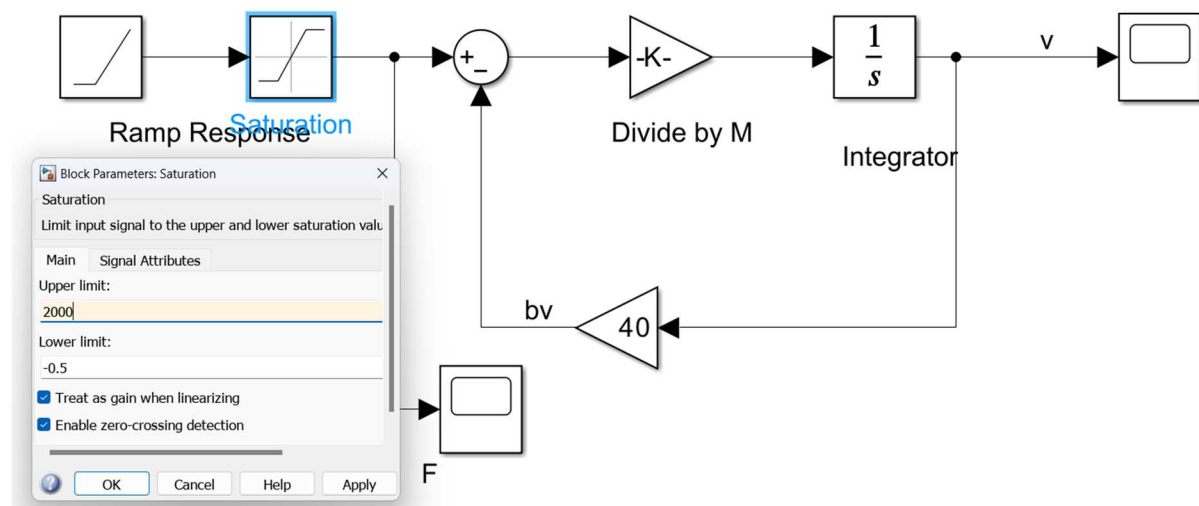 +
−
-K-
1
s
v
Ramp Response
Saturation
Divide by M
Integrator
Block Parameters: Saturation
Saturation
Limit input signal to the upper and lower saturation valu
Main Signal Attributes
Upper limit:
2000
Lower limit:
-0.5
Treat as gain when linearizing
Enable zero-crossing detection
? OK Cancel Help Apply
bv
40
F